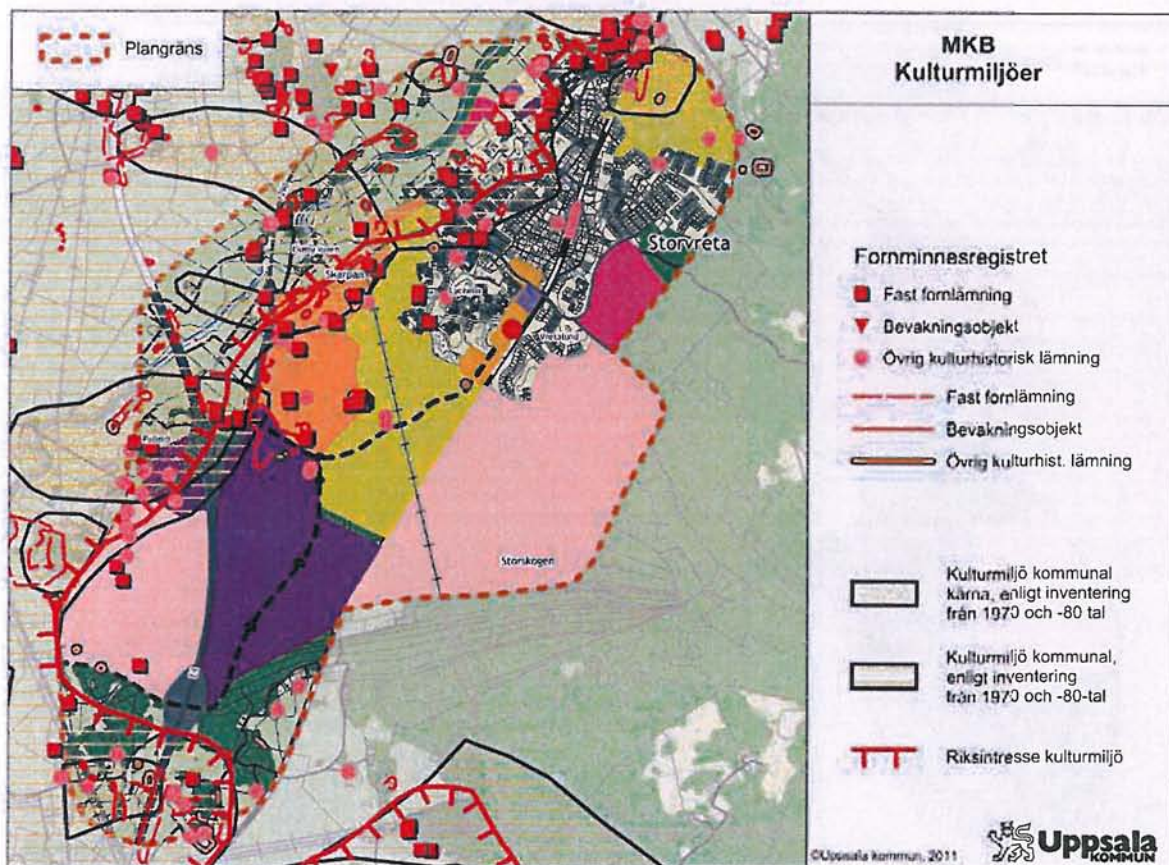 Plangräns
MKB
Kulturmiljöer
Storvreta
Skärpan
Vretalund
Storskogen
Fornminnesregistret
Fast fornlämning
Bevakningsobjekt
Övrig kulturhistorisk lämning
Fast fornlämning
Bevakningsobjekt
Övrig kulturhist. lämning
Kulturmiljö kommunal
kärna, enligt inventering
från 1970 och -80 tal
Kulturmiljö kommunal,
enligt inventering
från 1970 och -80-tal
Riksintresse kulturmiljö
©Uppsala kommun, 2011
Uppsala
KOMMUN